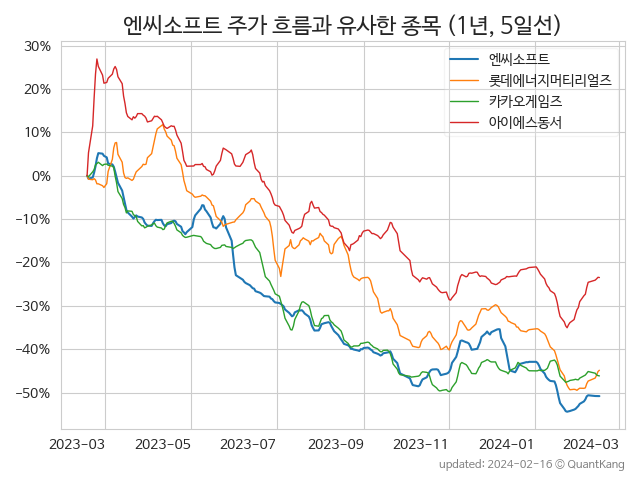 엔씨소프트 주가 흐름과 유사한 종목 (1년, 5일선)
30%
20%
10%
0%
−10%
−20%
−30%
−40%
−50%
엔씨소프트
롯데에너지머티리얼즈
카카오게임즈
아이에스동서
2023-03 2023-05 2023-07 2023-09 2023-11 2024-01 2024-03
updated: 2024-02-16 © QuantKang